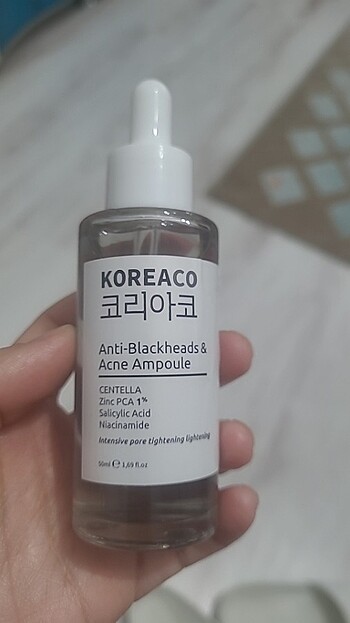 KOREACO
코리아코
Anti-Blackheads &
Acne Ampoule
CENTELLA
Zinc PCA 1%
Salicylic Acid
Niacinamide
Intensive pore tightening lightening
50ml ℮ 1,69 fl.oz